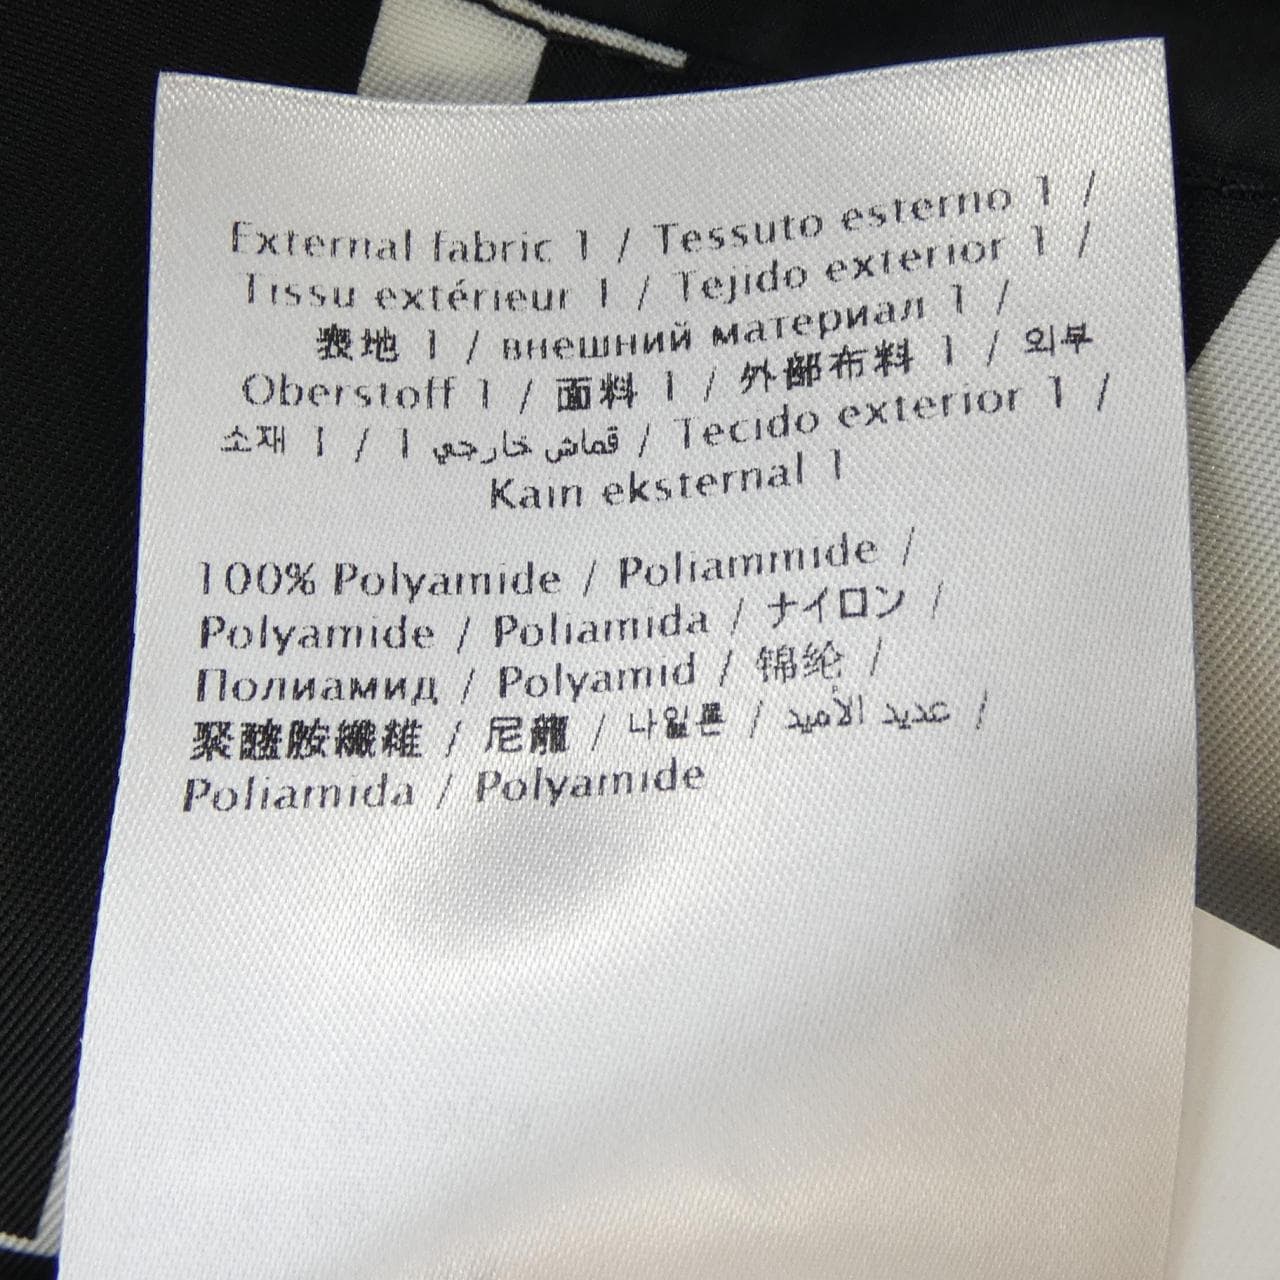 External fabric 1 / Tessuto esterno 1 /
Tissu extérieur 1 / Tejido exterior 1 /
表地 1 / внешний материал 1 /
Oberstoff 1 / 面料 1 / 外部布料 1 / 외부
소재 1 / 1 قماش خارجي / Tecido exterior 1 /
Kain eksternal 1
100% Polyamide / Poliammide /
Polyamide / Poliamida / ナイロン /
Полиамид / Polyamid / 锦纶 /
聚醯胺纖維 / 尼龍 / 나일론 / عديد الأميد /
Poliamida / Polyamide